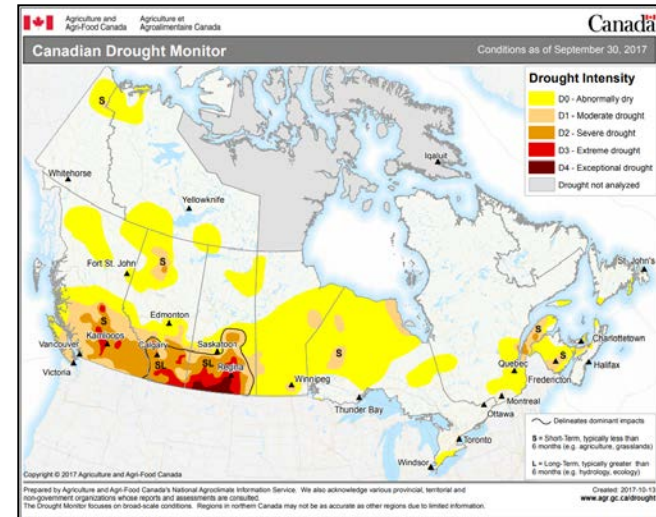 Agriculture and Agri-Food Canada
Agriculture et Agroalimentaire Canada
Canada
Canadian Drought Monitor
Conditions as of September 30, 2017
Drought Intensity
D0 - Abnormally dry
D1 - Moderate drought
D2 - Severe drought
D3 - Extreme drought
D4 - Exceptional drought
Drought not analyzed
S
Iqaluit
Whitehorse
Yellowknife
St. John's
S
Fort St. John
Edmonton
S
S
Charlottetown
Kamloops
Calgary
Saskatoon
S
S
Vancouver
SL
SL
Regina
Quebec
Fredericton
Halifax
Victoria
Winnipeg
Montreal
Thunder Bay
Ottawa
Delineates dominant impacts
Toronto
S = Short-Term, typically less than
6 months (e.g. agriculture, grasslands)
Windsor
L = Long-Term, typically greater than
6 months (e.g. hydrology, ecology)
Copyright © 2017 Agriculture and Agri-Food Canada
Prepared by Agriculture and Agri-Food Canada's National Agroclimate Information Service. We also acknowledge various provincial, territorial and
non-government organizations whose reports and assessments are consulted.
The Drought Monitor focuses on broad-scale conditions. Regions in northern Canada may not be as accurate as other regions due to limited information.
Created: 2017-10-13
www.agr.gc.ca/drought